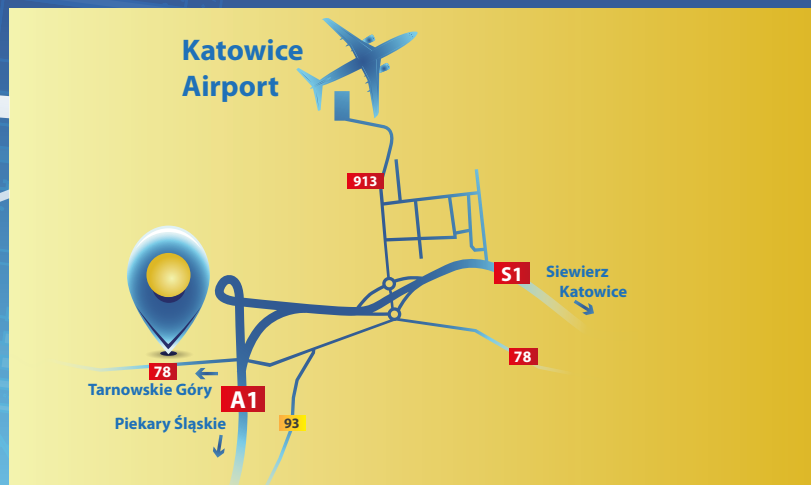 Katowice
Airport
913
S1
Siewierz
Katowice
78
78
Tarnowskie Góry
A1
Piekary Śląskie
93